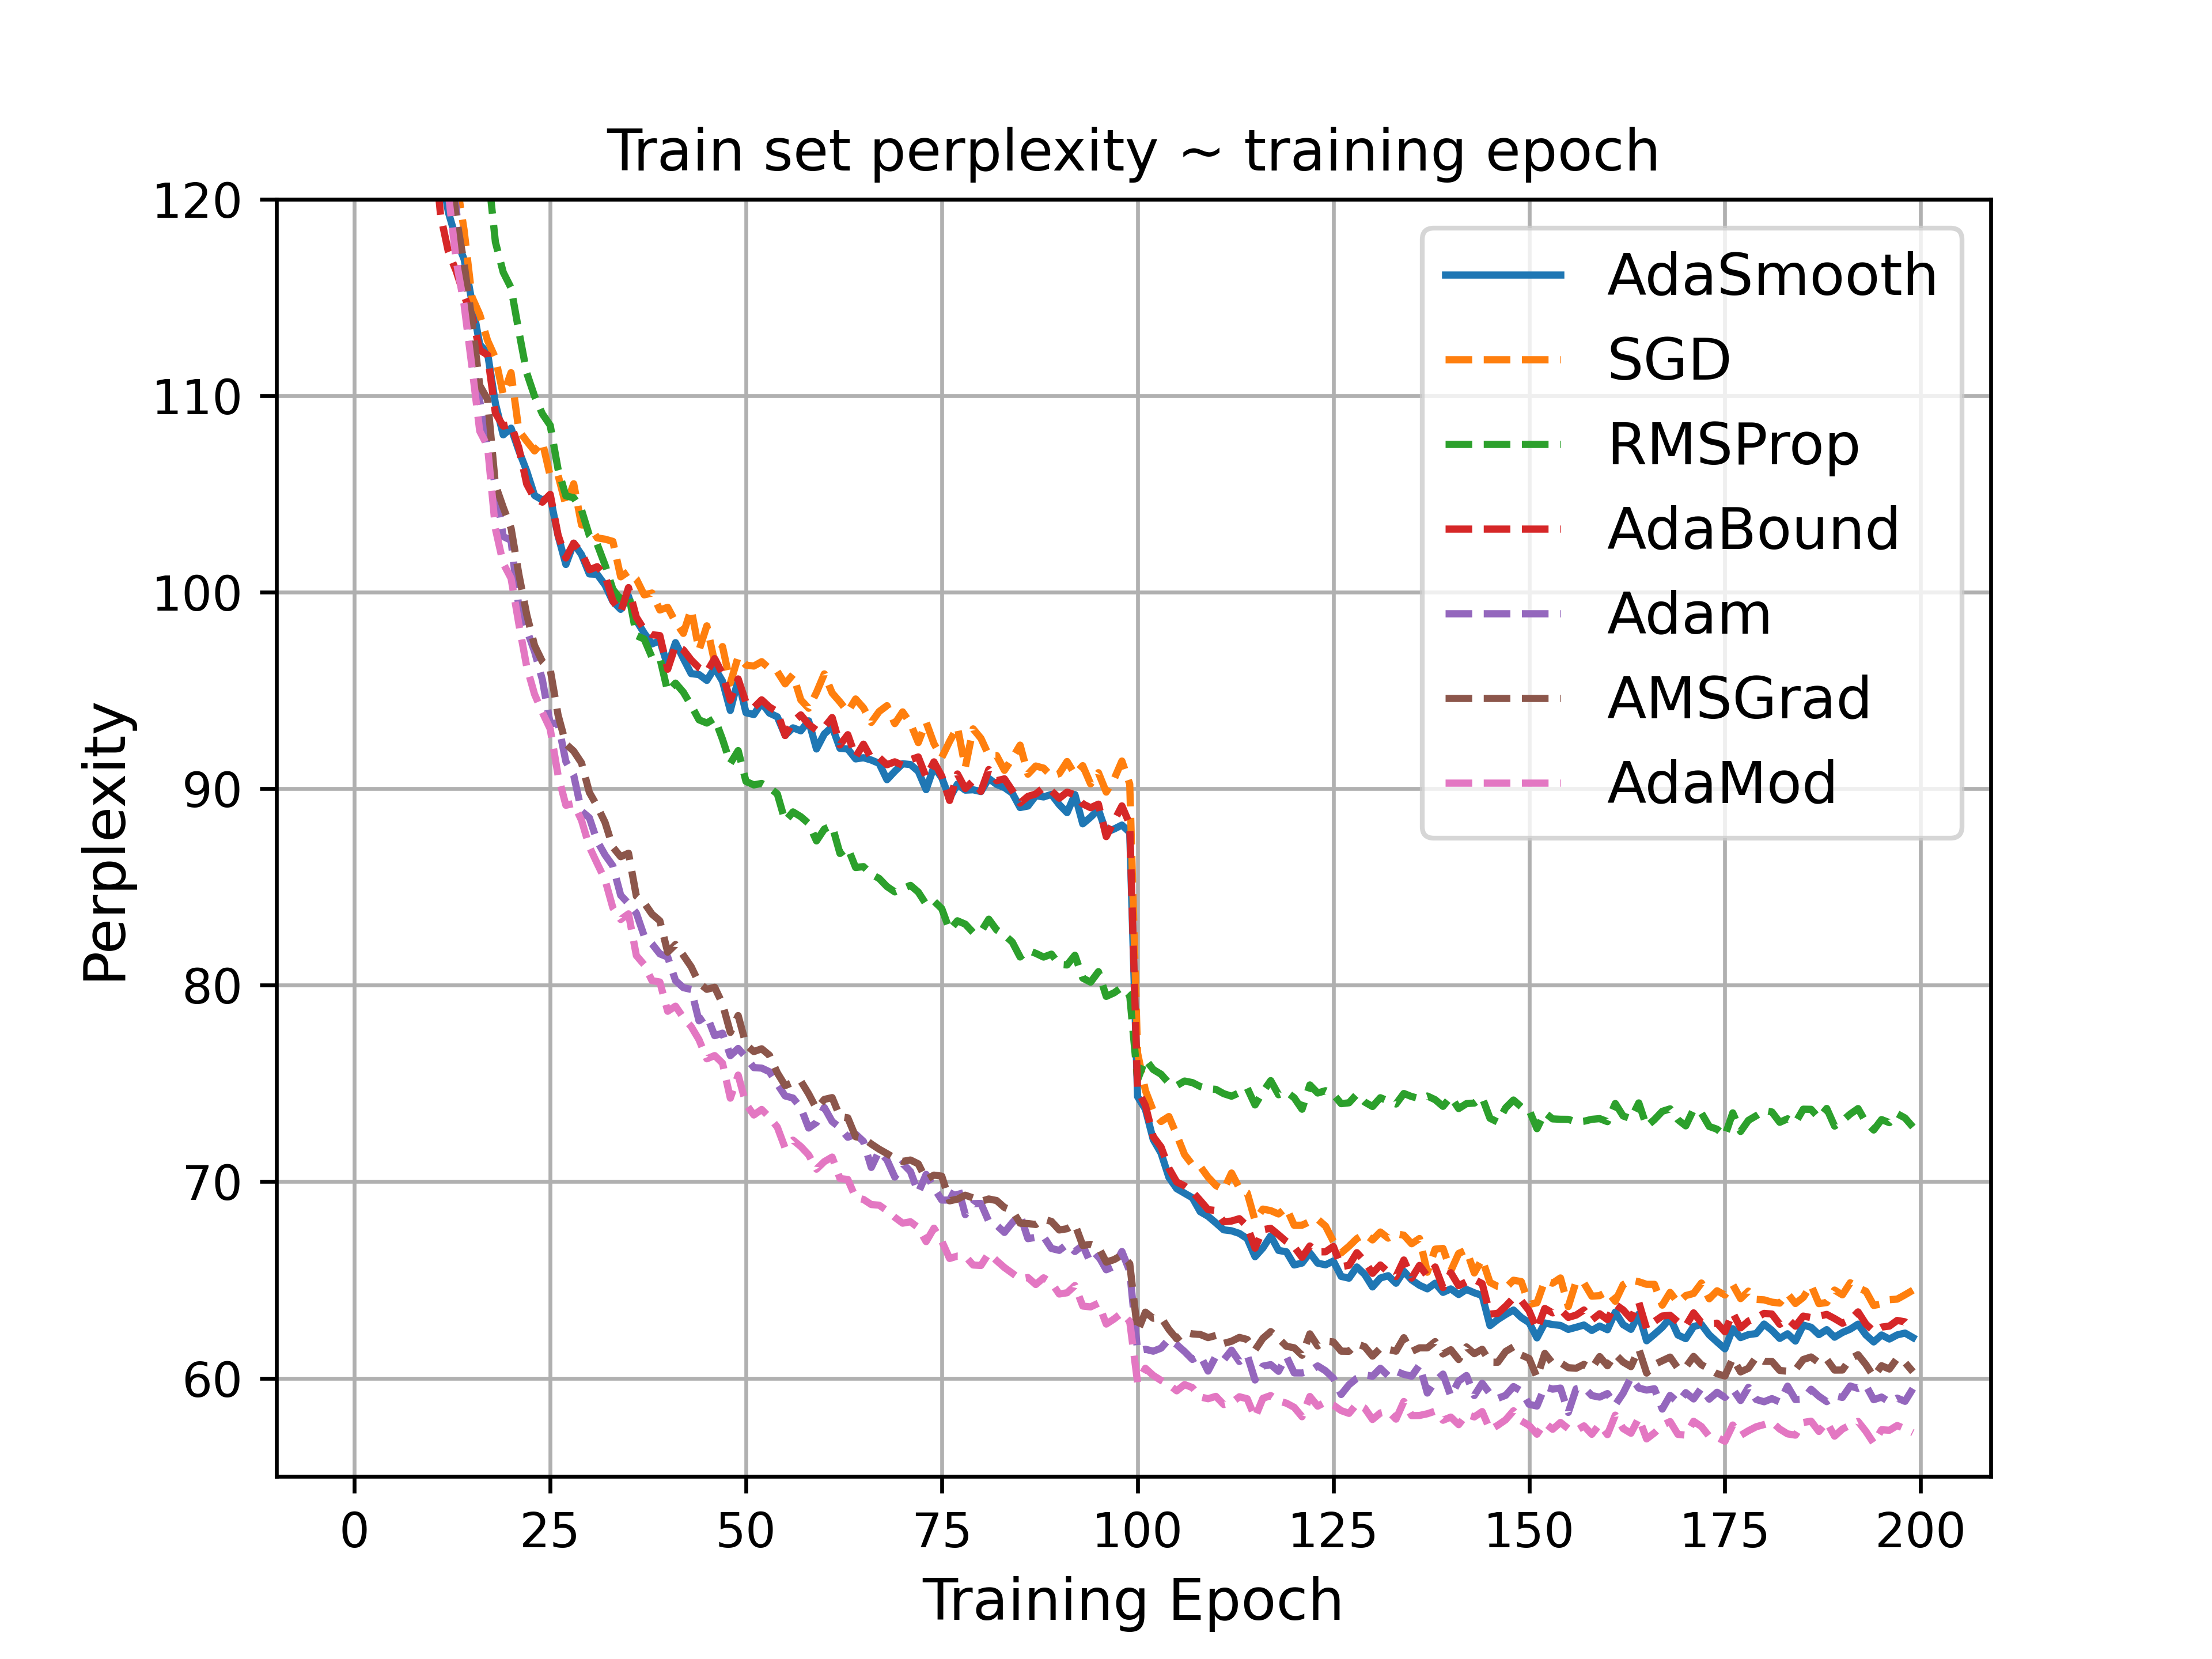 Train set perplexity ~ training epoch
120
110
100
90
80
70
60
Perplexity
AdaSmooth
SGD
RMSProp
AdaBound
Adam
AMSGrad
AdaMod
0 25 50 75 100 125 150 175 200
Training Epoch